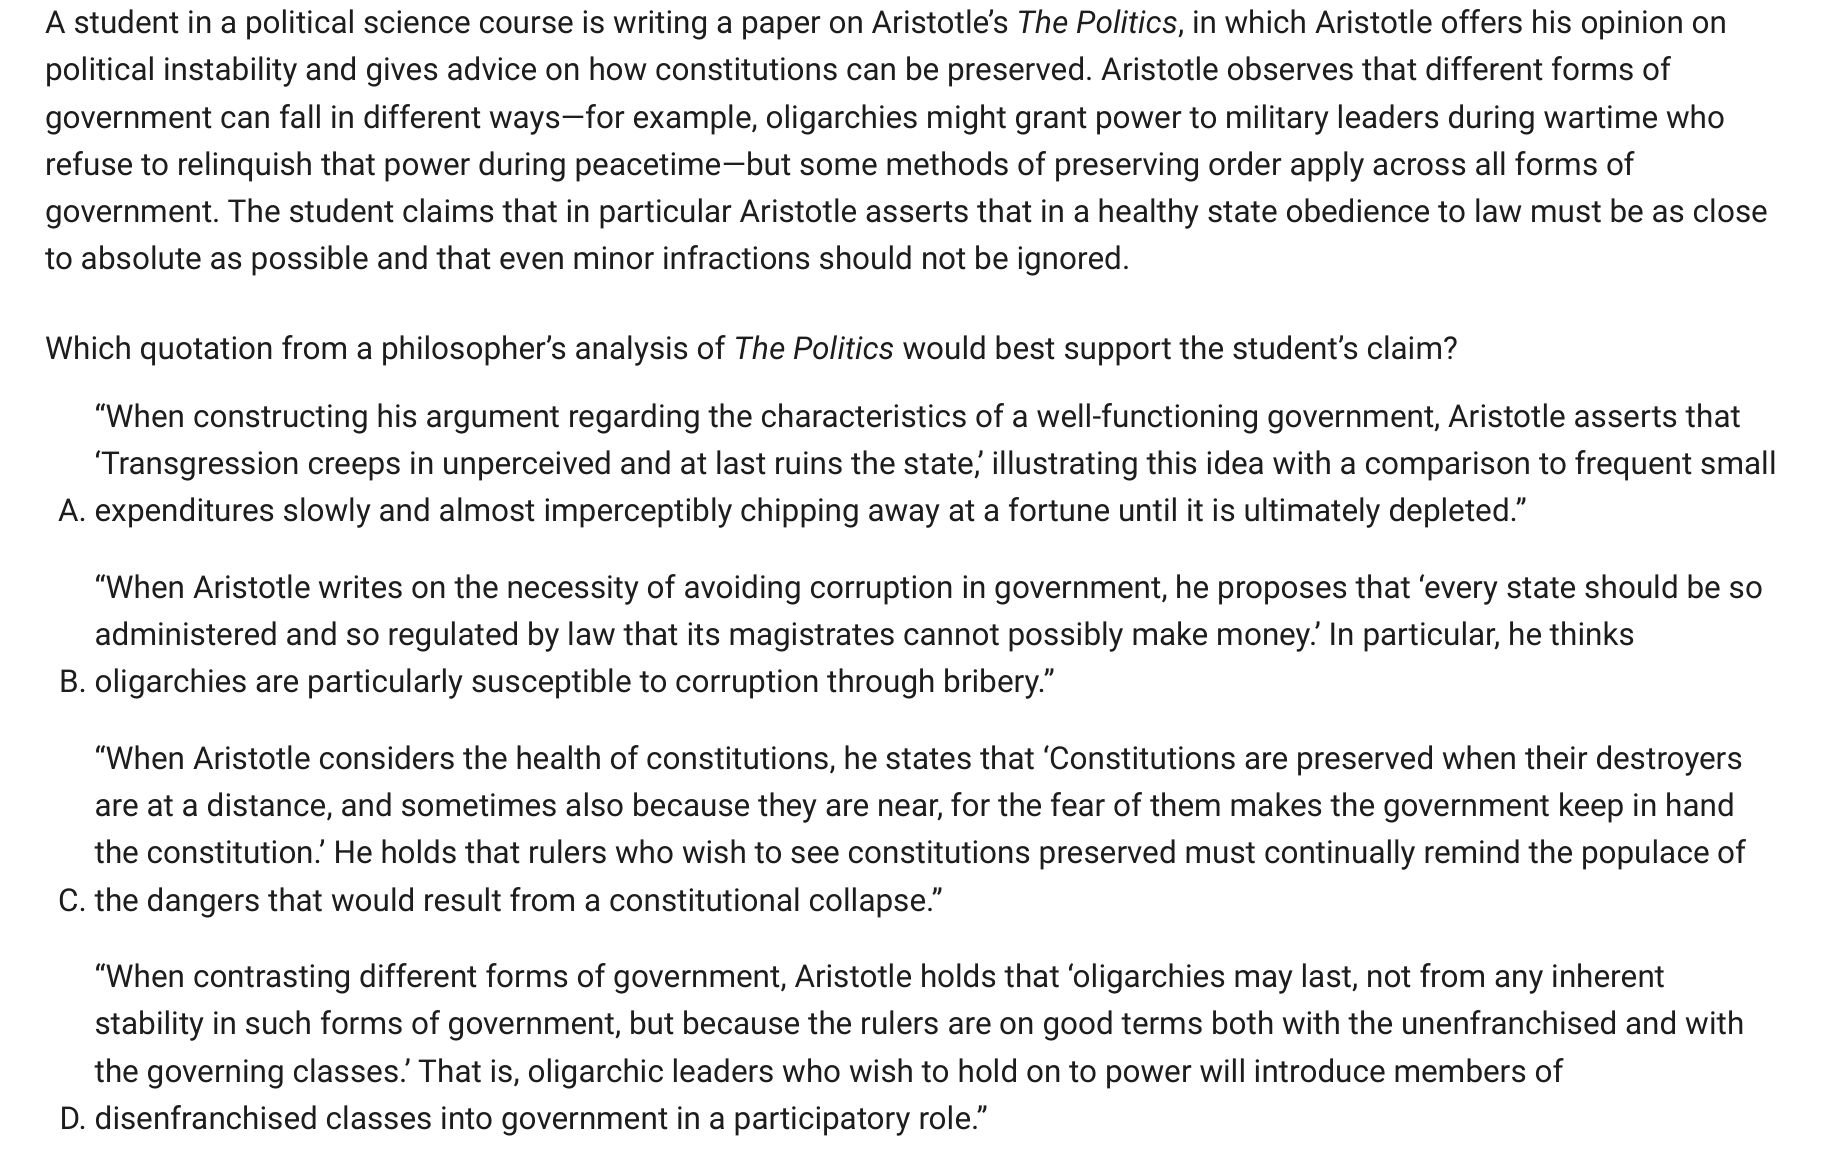 A student in a political science course is writing a paper on Aristotle’s The Politics, in which Aristotle offers his opinion on
political instability and gives advice on how constitutions can be preserved. Aristotle observes that different forms of
government can fall in different ways—for example, oligarchies might grant power to military leaders during wartime who
refuse to relinquish that power during peacetime—but some methods of preserving order apply across all forms of
government. The student claims that in particular Aristotle asserts that in a healthy state obedience to law must be as close
to absolute as possible and that even minor infractions should not be ignored.
Which quotation from a philosopher’s analysis of The Politics would best support the student’s claim?
“When constructing his argument regarding the characteristics of a well-functioning government, Aristotle asserts that
‘Transgression creeps in unperceived and at last ruins the state,’ illustrating this idea with a comparison to frequent small
A. expenditures slowly and almost imperceptibly chipping away at a fortune until it is ultimately depleted.”
“When Aristotle writes on the necessity of avoiding corruption in government, he proposes that ‘every state should be so
administered and so regulated by law that its magistrates cannot possibly make money.’ In particular, he thinks
B. oligarchies are particularly susceptible to corruption through bribery.”
“When Aristotle considers the health of constitutions, he states that ‘Constitutions are preserved when their destroyers
are at a distance, and sometimes also because they are near, for the fear of them makes the government keep in hand
the constitution.’ He holds that rulers who wish to see constitutions preserved must continually remind the populace of
C. the dangers that would result from a constitutional collapse.”
“When contrasting different forms of government, Aristotle holds that ‘oligarchies may last, not from any inherent
stability in such forms of government, but because the rulers are on good terms both with the unenfranchised and with
the governing classes.’ That is, oligarchic leaders who wish to hold on to power will introduce members of
D. disenfranchised classes into government in a participatory role.”